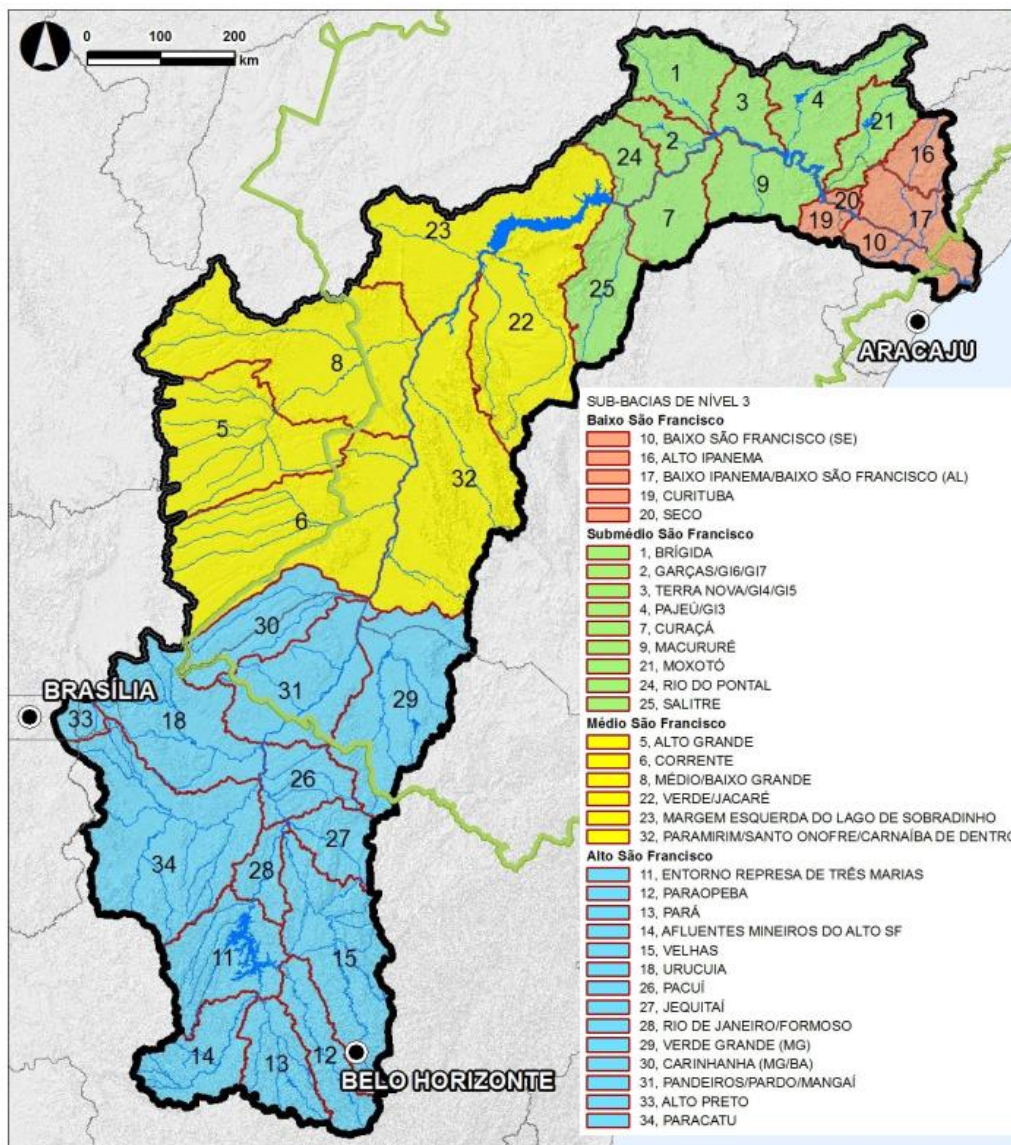 0 100 200
km
1
3
4
21
2
24
16
9
20
7
19
17
10
23
25
22
8
5
32
6
ARACAJU
SUB-BACIAS DE NÍVEL 3
Baixo São Francisco
10, BAIXO SÃO FRANCISCO (SE)
16, ALTO IPANEMA
17, BAIXO IPANEMA/BAIXO SÃO FRANCISCO (AL)
19, CURITUBA
20, SECO
Submédio São Francisco
1, BRÍGIDA
2, GARÇAS/GI6/GI7
3, TERRA NOVA/GI4/GI5
4, PAJEÚ/GI3
7, CURAÇÁ
9, MACURURÉ
21, MOXOTÓ
24, RIO DO PONTAL
25, SALITRE
Médio São Francisco
5, ALTO GRANDE
6, CORRENTE
8, MÉDIO/BAIXO GRANDE
22, VERDE/JACARÉ
23, MARGEM ESQUERDA DO LAGO DE SOBRADINHO
32, PARAMIRIM/SANTO ONOFRE/CARNAÍBA DE DENTRO
Alto São Francisco
11, ENTORNO REPRESA DE TRÊS MARIAS
12, PARAOPEBA
13, PARÁ
14, AFLUENTES MINEIROS DO ALTO SF
15, VELHAS
18, URUCUIA
26, PACUÍ
27, JEQUITAÍ
28, RIO DE JANEIRO/FORMOSO
29, VERDE GRANDE (MG)
30, CARINHANHA (MG/BA)
31, PANDEIROS/PARDO/MANGAÍ
33, ALTO PRETO
34, PARACATU
30
31
BRASÍLIA
29
33
18
26
27
34
28
11
15
14
13
12
BELO HORIZONTE